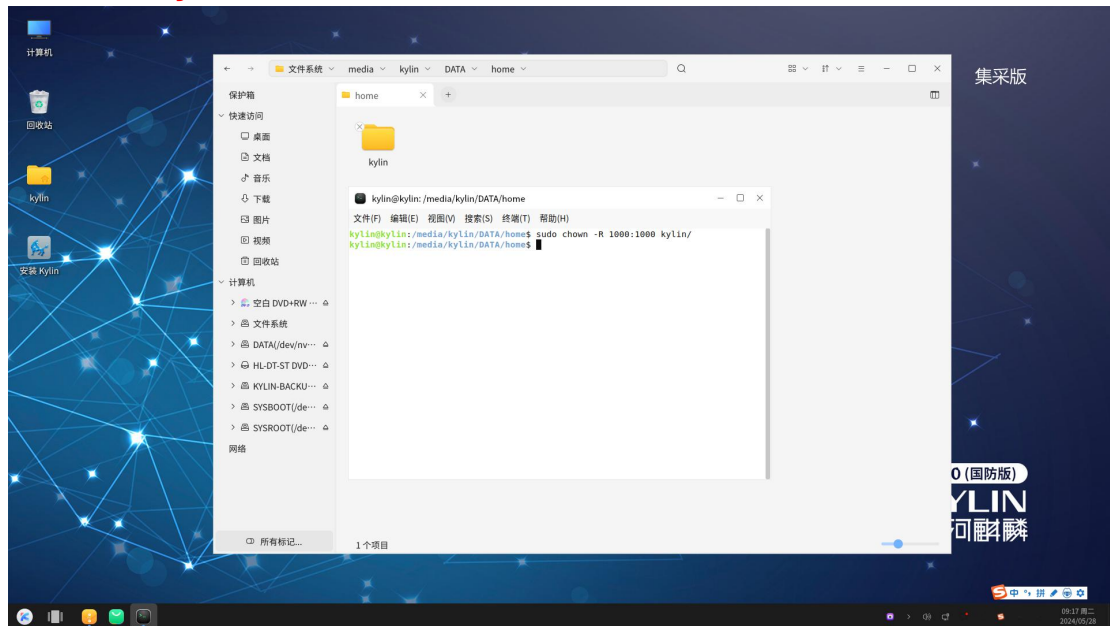 计算机
回收站
kylin
安装 Kylin
集采版
文件系统 media kylin DATA home
保护箱
快速访问
桌面
文档
音乐
下载
图片
视频
回收站
计算机
空白 DVD+RW ···
文件系统
DATA(/dev/nv···
HL-DT-ST DVD···
KYLIN-BACKU···
SYSBOOT(/de···
SYSROOT(/de···
网络
所有标记...
home
kylin
kylin@kylin: /media/kylin/DATA/home
文件(F) 编辑(E) 视图(V) 搜索(S) 终端(T) 帮助(H)
kylin@kylin:/media/kylin/DATA/home$ sudo chown -R 1000:1000 kylin/
kylin@kylin:/media/kylin/DATA/home$
1个项目
0 (国防版)
YLIN
河麒麟
中 拼
09:17 周二
2024/05/28